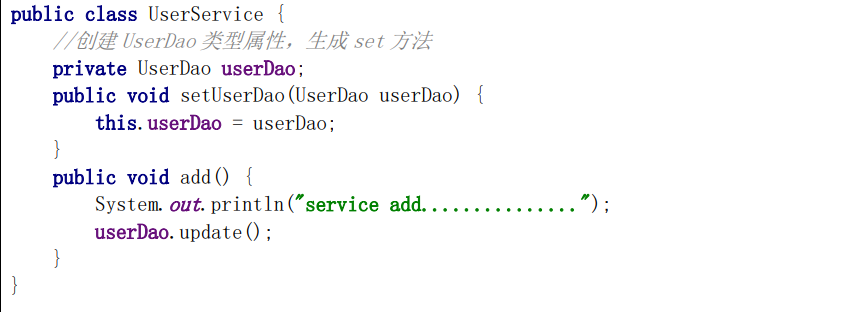 public class UserService {
//创建 UserDao 类型属性，生成 set 方法
private UserDao userDao;
public void setUserDao(UserDao userDao) {
this.userDao = userDao;
}
public void add() {
System.out.println("service add...............");
userDao.update();
}
}